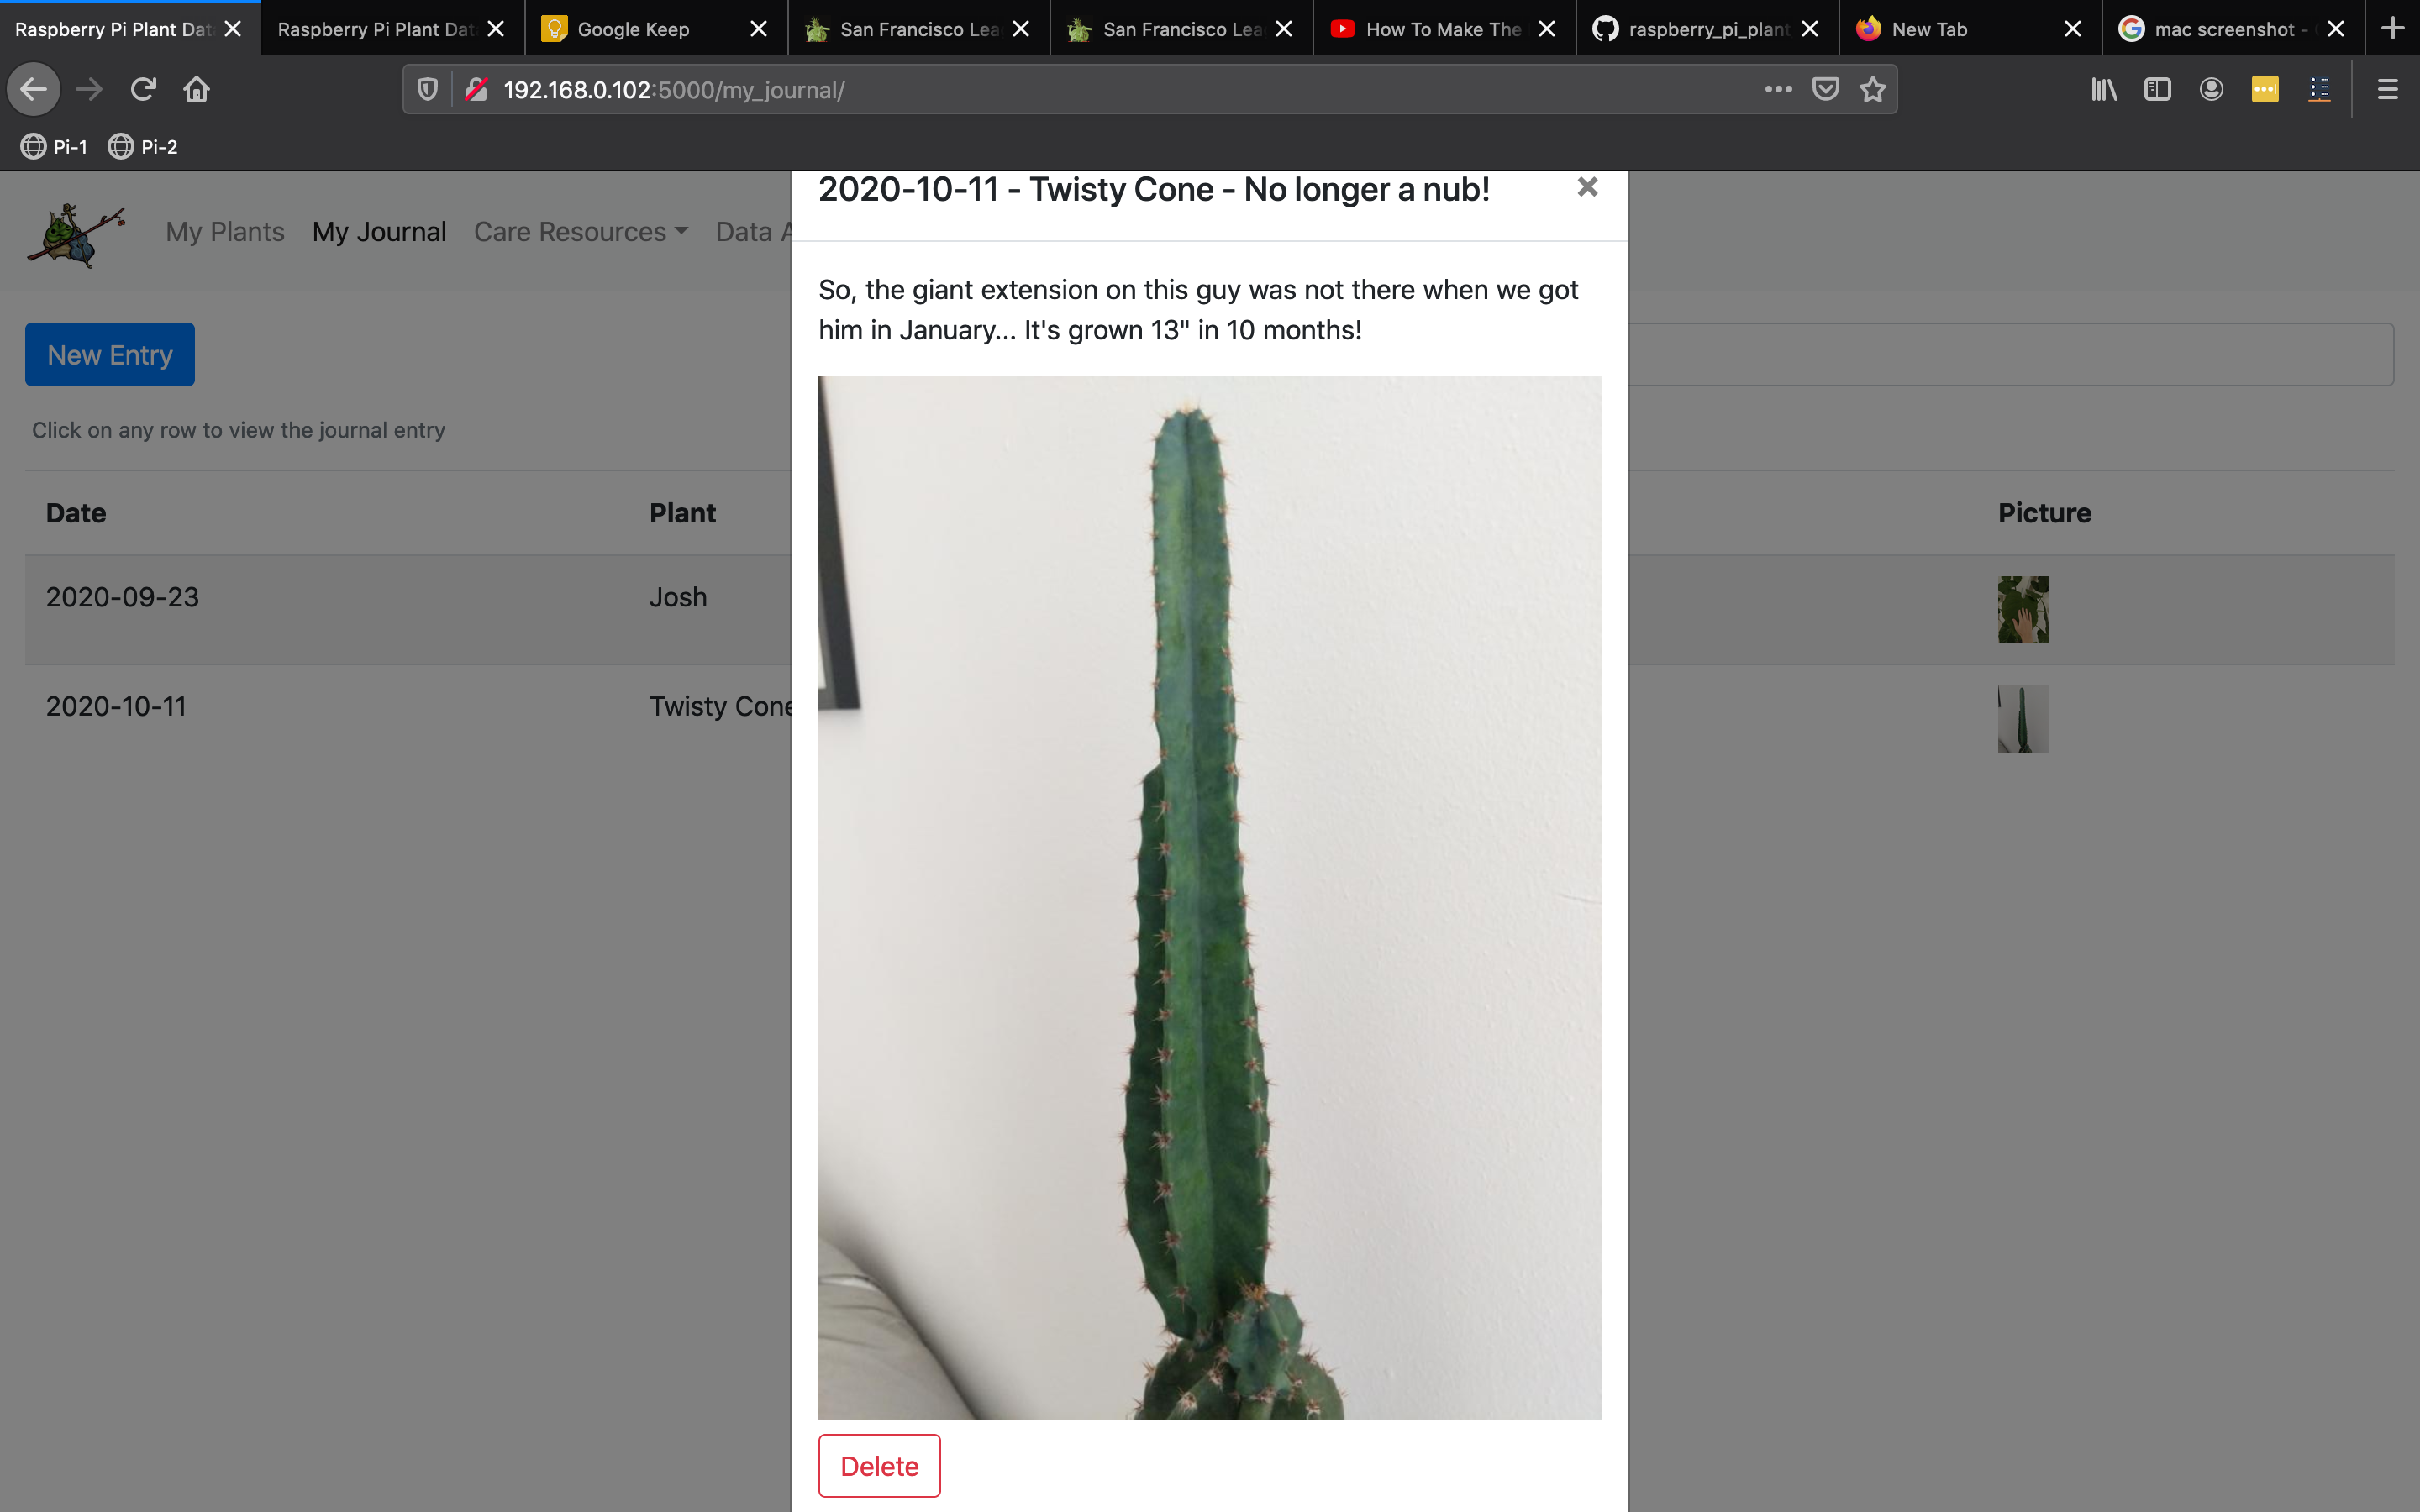 Raspberry Pi Plant Dat
Raspberry Pi Plant Dat
Google Keep
San Francisco Lea
San Francisco Lea
How To Make The
raspberry_pi_plant
New Tab
mac screenshot -
192.168.0.102:5000/my_journal/
Pi-1
Pi-2
2020-10-11 - Twisty Cone - No longer a nub!
My Plants
My Journal
Care Resources
Data A
So, the giant extension on this guy was not there when we got
him in January... It's grown 13" in 10 months!
New Entry
Click on any row to view the journal entry
Date
Plant
Picture
2020-09-23
Josh
2020-10-11
Twisty Cone
Delete